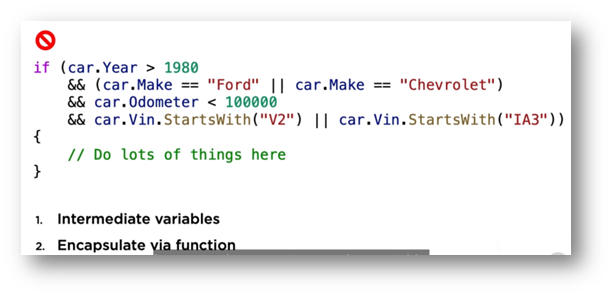 if (car.Year > 1980
&& (car.Make == "Ford" || car.Make == "Chevrolet")
&& car.Odometer < 100000
&& car.Vin.StartsWith("V2") || car.Vin.StartsWith("IA3"))
{
// Do lots of things here
}
1. Intermediate variables
2. Encapsulate via function